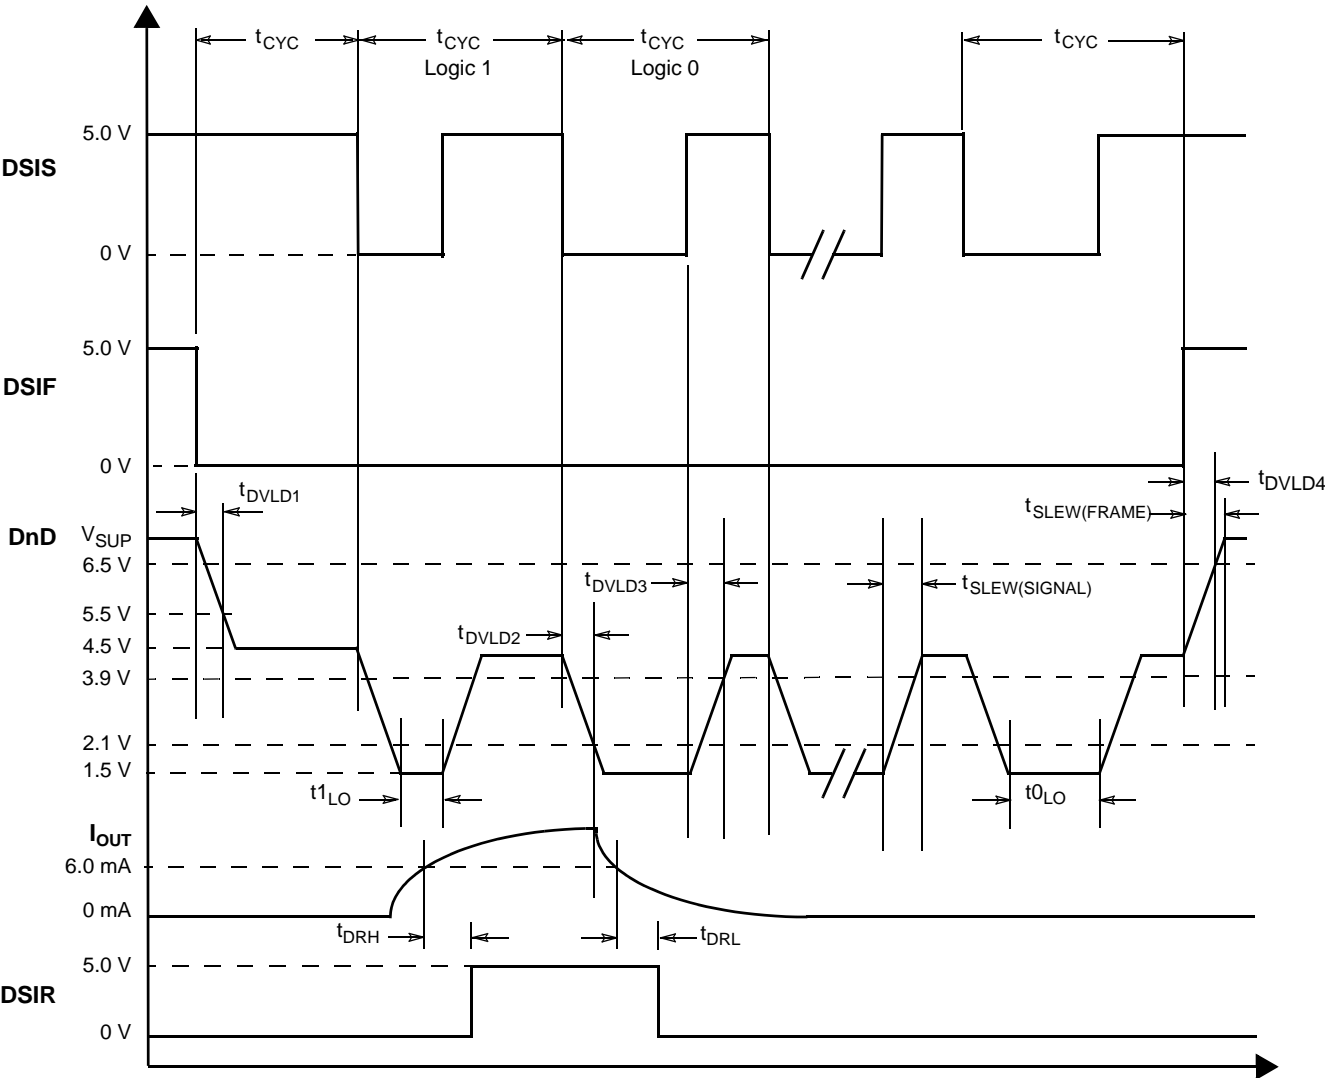 tCYC tCYC tCYC tCYC
Logic 1 Logic 0
5.0 V
DSIS
0 V
5.0 V
DSIF
0 V
tDVLD1 tDVLD4
tSLEW(FRAME)
DnD VSUP
6.5 V
tDVLD3 tSLEW(SIGNAL)
5.5 V
tDVLD2
4.5 V
3.9 V
2.1 V
1.5 V
t1LO t0LO
IOUT
6.0 mA
0 mA
tDRH tDRL
5.0 V
DSIR
0 V